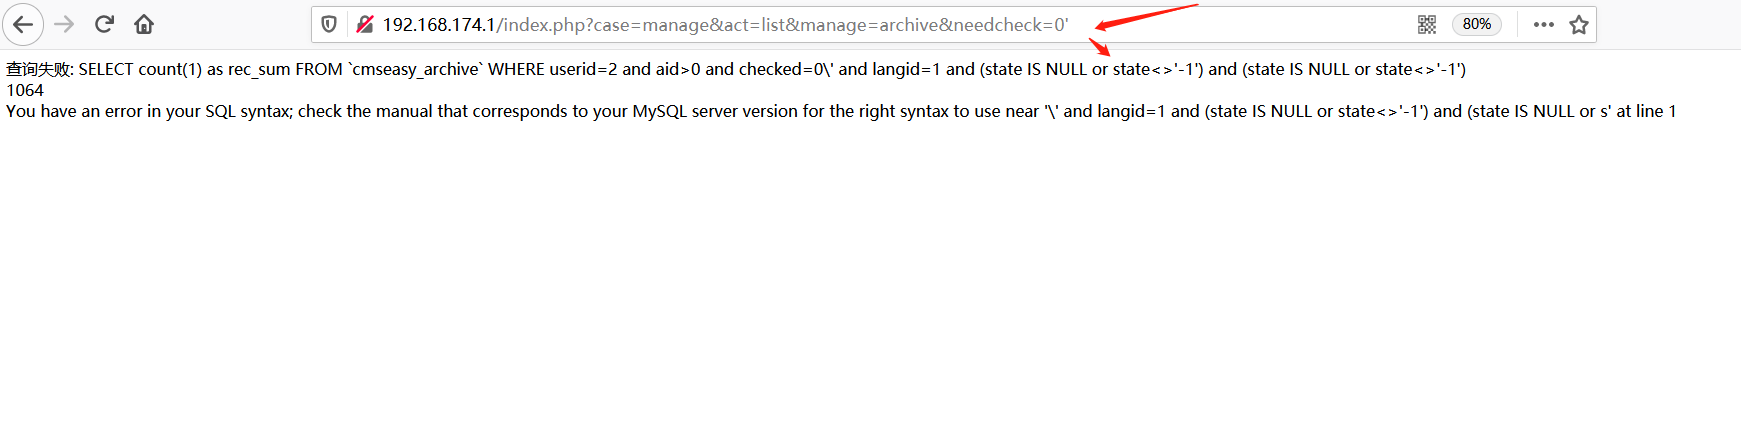 192.168.174.1/index.php?case=manage&act=list&manage=archive&needcheck=0'
80%
查询失败: SELECT count(1) as rec_sum FROM `cmseasy_archive` WHERE userid=2 and aid>0 and checked=0\' and langid=1 and (state IS NULL or state<>'-1') and (state IS NULL or state<>'-1')
1064
You have an error in your SQL syntax; check the manual that corresponds to your MySQL server version for the right syntax to use near '\' and langid=1 and (state IS NULL or state<>'-1') and (state IS NULL or s' at line 1